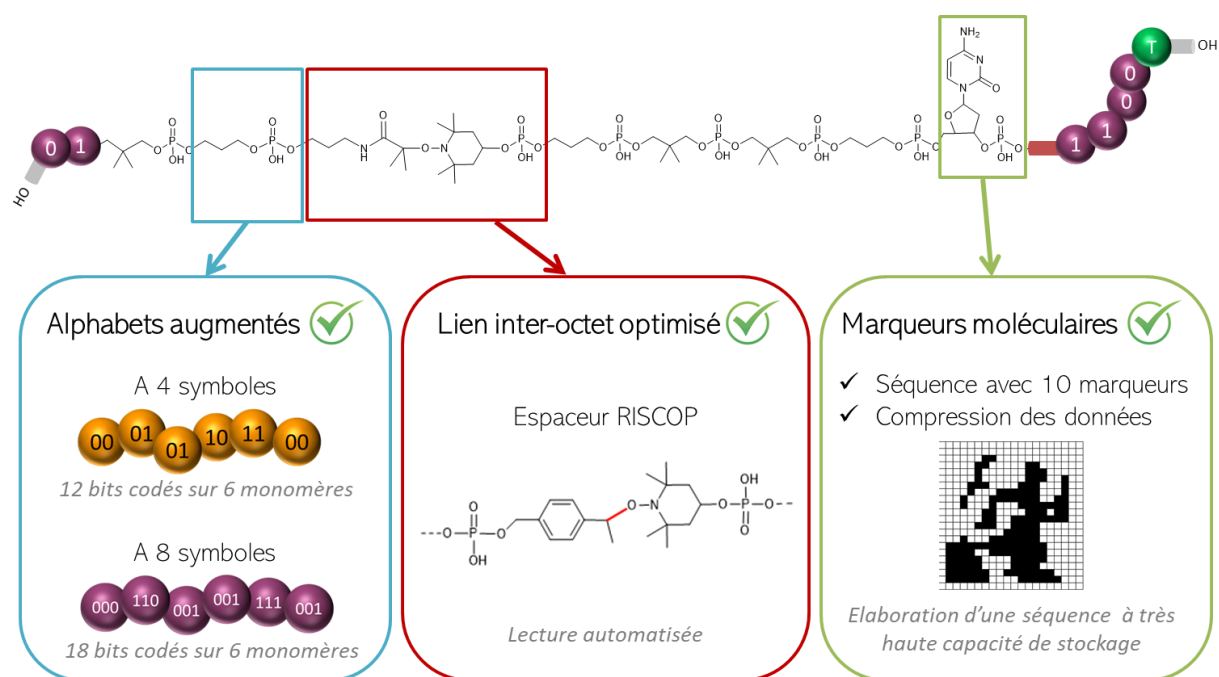 NH₂
N
T
OH
N
O
0
0
1
1
O
O
O
O
O
O
O
O
O
O
0 1
O P O
OH
O P O
OH
N
H
O
N
O P O
OH
O P O
OH
O P O
OH
O P O
OH
O P O
OH
O P O
OH
HO
Alphabets augmentés
A 4 symboles
00 01 01 10 11 00
12 bits codés sur 6 monomères
A 8 symboles
000 110 001 001 111 001
18 bits codés sur 6 monomères
Lien inter-octet optimisé
Espaceur RISCOP
O
O P O
OH
O N
OH
O P O
O
Lecture automatisée
Marqueurs moléculaires
✓ Séquence avec 10 marqueurs
✓ Compression des données
Elaboration d’une séquence à très
haute capacité de stockage